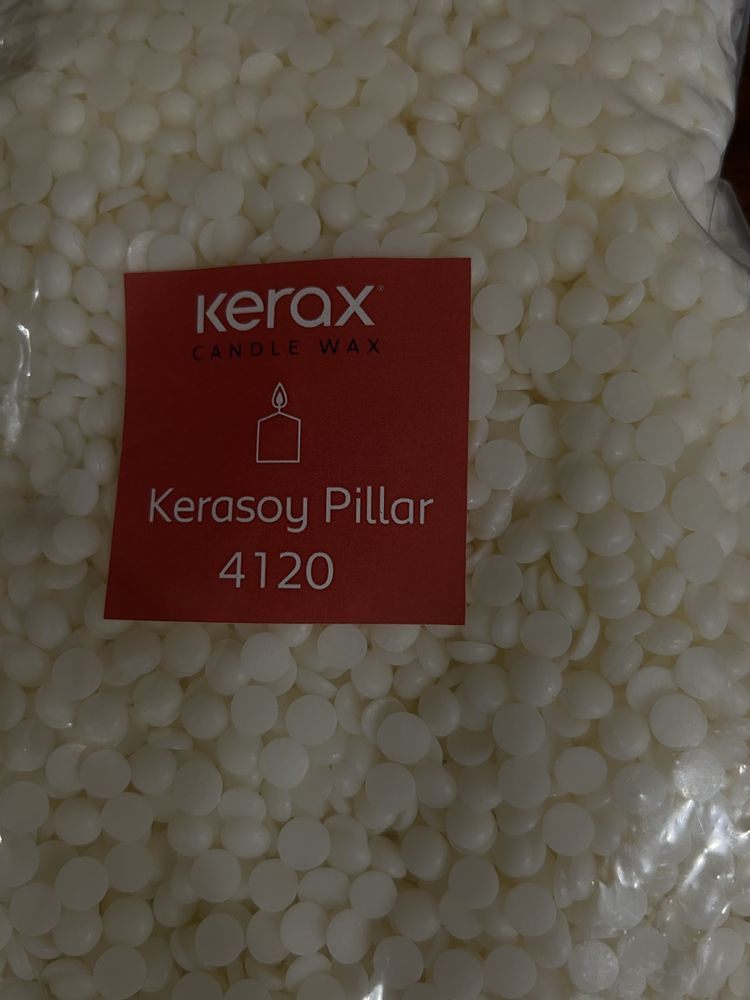 Kerax®
CANDLE WAX
Kerasoy Pillar
4120